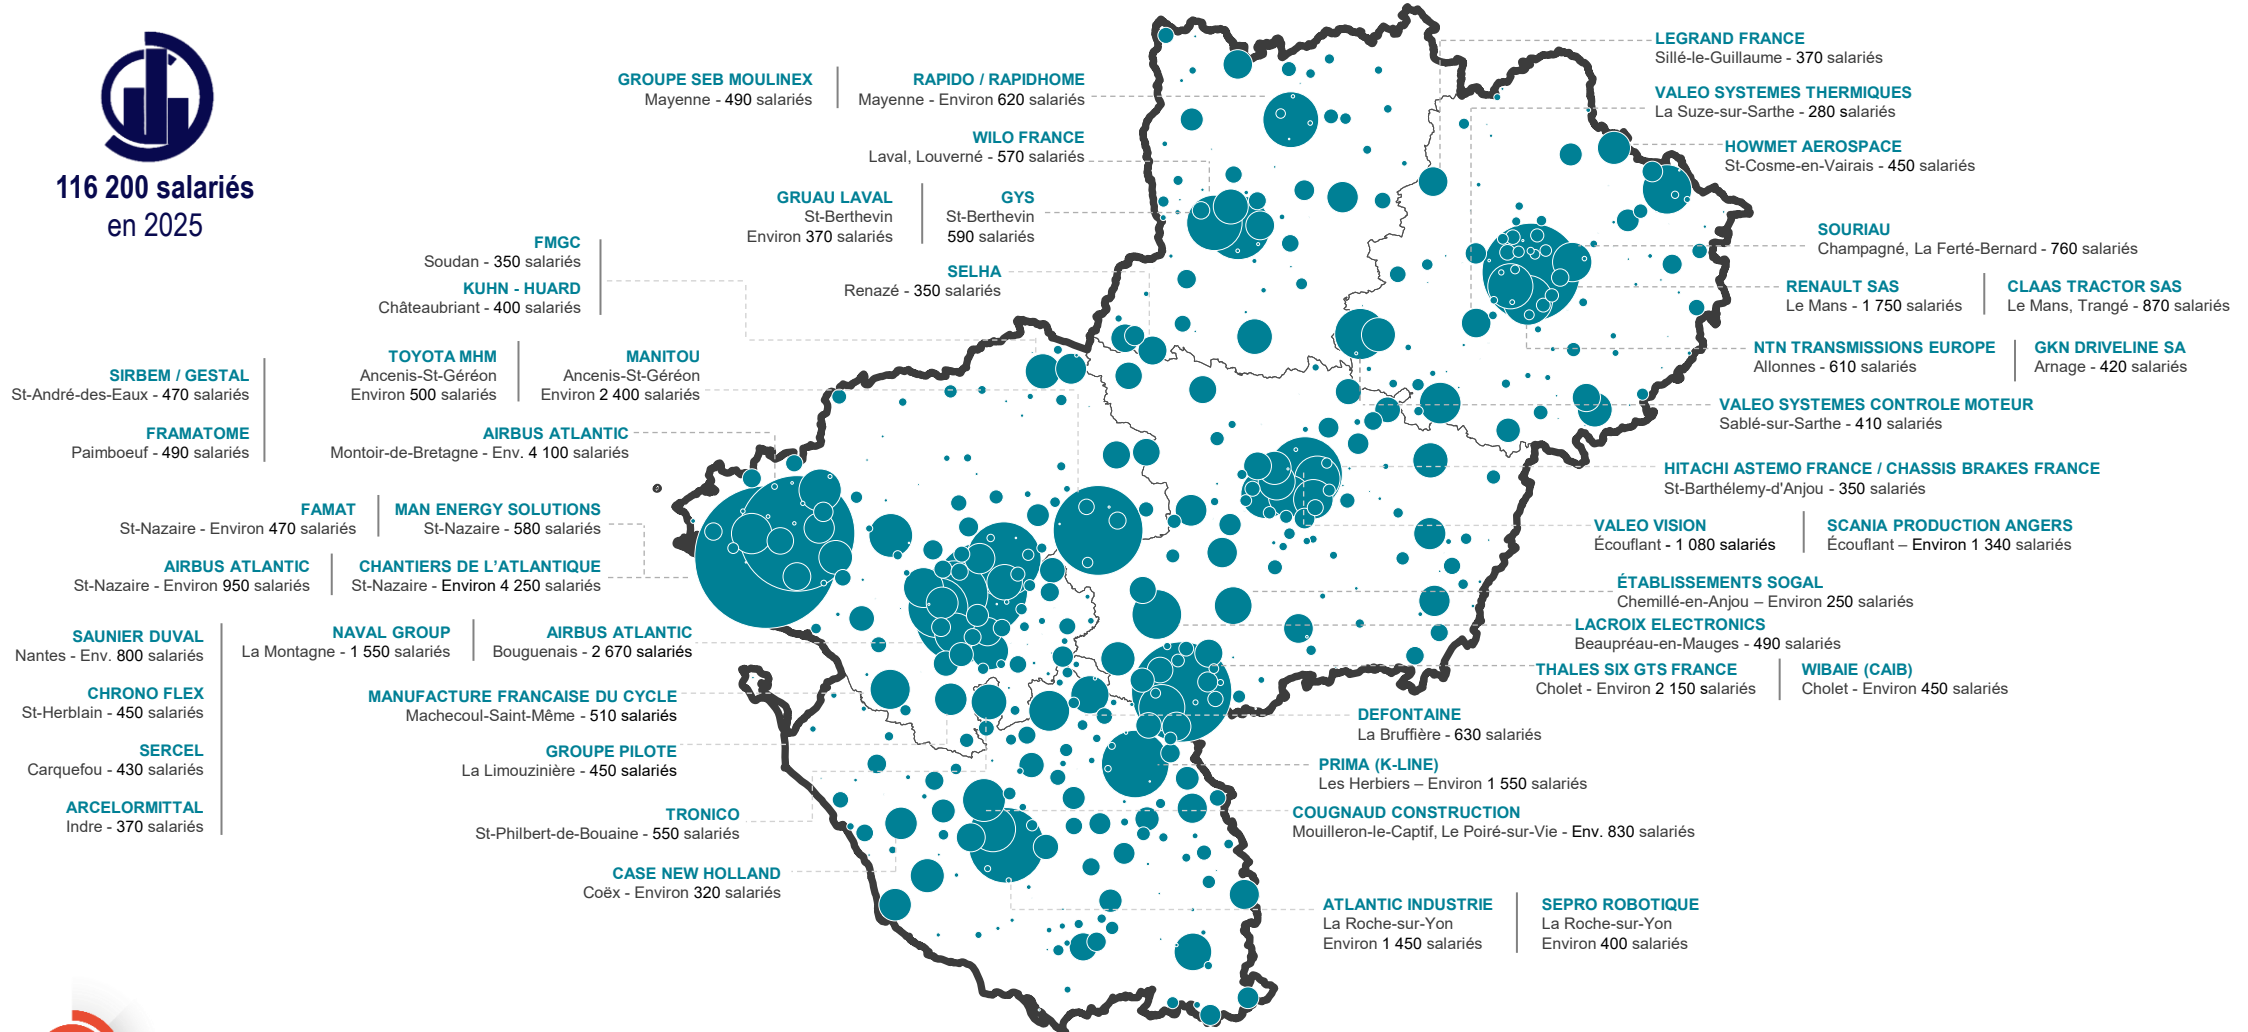 116 200 salariés
en 2025
GROUPE SEB MOULINEX
Mayenne - 490 salariés
RAPIDO / RAPIDHOME
Mayenne - Environ 620 salariés
WILO FRANCE
Laval, Louverné - 570 salariés
GRUAU LAVAL
St-Berthevin
Environ 370 salariés
GYS
St-Berthevin
590 salariés
FMGC
Soudan - 350 salariés
KUHN - HUARD
Châteaubriant - 400 salariés
SELHA
Renazé - 350 salariés
SIRBEM / GESTAL
St-André-des-Eaux - 470 salariés
FRAMATOME
Paimboeuf - 490 salariés
TOYOTA MHM
Ancenis-St-Géréon
Environ 500 salariés
MANITOU
Ancenis-St-Géréon
Environ 2 400 salariés
AIRBUS ATLANTIC
Montoir-de-Bretagne - Env. 4 100 salariés
FAMAT
St-Nazaire - Environ 470 salariés
MAN ENERGY SOLUTIONS
St-Nazaire - 580 salariés
AIRBUS ATLANTIC
St-Nazaire - Environ 950 salariés
CHANTIERS DE L'ATLANTIQUE
St-Nazaire - Environ 4 250 salariés
SAUNIER DUVAL
Nantes - Env. 800 salariés
CHRONO FLEX
St-Herblain - 450 salariés
SERCEL
Carquefou - 430 salariés
ARCELORMITTAL
Indre - 370 salariés
NAVAL GROUP
La Montagne - 1 550 salariés
AIRBUS ATLANTIC
Bouguenais - 2 670 salariés
MANUFACTURE FRANCAISE DU CYCLE
Machecoul-Saint-Même - 510 salariés
GROUPE PILOTE
La Limouzinière - 450 salariés
TRONICO
St-Philbert-de-Bouaine - 550 salariés
CASE NEW HOLLAND
Coëx - Environ 320 salariés
LEGRAND FRANCE
Sillé-le-Guillaume - 370 salariés
VALEO SYSTEMES THERMIQUES
La Suze-sur-Sarthe - 280 salariés
HOWMET AEROSPACE
St-Cosme-en-Vairais - 450 salariés
SOURIAU
Champagné, La Ferté-Bernard - 760 salariés
RENAULT SAS
Le Mans - 1 750 salariés
CLAAS TRACTOR SAS
Le Mans, Trangé - 870 salariés
NTN TRANSMISSIONS EUROPE
Allonnes - 610 salariés
GKN DRIVELINE SA
Arnage - 420 salariés
VALEO SYSTEMES CONTROLE MOTEUR
Sablé-sur-Sarthe - 410 salariés
HITACHI ASTEMO FRANCE / CHASSIS BRAKES FRANCE
St-Barthélemy-d'Anjou - 350 salariés
VALEO VISION
Écouflant - 1 080 salariés
SCANIA PRODUCTION ANGERS
Écouflant – Environ 1 340 salariés
ÉTABLISSEMENTS SOGAL
Chemillé-en-Anjou – Environ 250 salariés
LACROIX ELECTRONICS
Beaupréau-en-Mauges - 490 salariés
THALES SIX GTS FRANCE
Cholet - Environ 2 150 salariés
WIBAIE (CAIB)
Cholet - Environ 450 salariés
DEFONTAINE
La Bruffière - 630 salariés
PRIMA (K-LINE)
Les Herbiers – Environ 1 550 salariés
COUGNAUD CONSTRUCTION
Mouilleron-le-Captif, Le Poiré-sur-Vie - Env. 830 salariés
ATLANTIC INDUSTRIE
La Roche-sur-Yon
Environ 1 450 salariés
SEPRO ROBOTIQUE
La Roche-sur-Yon
Environ 400 salariés